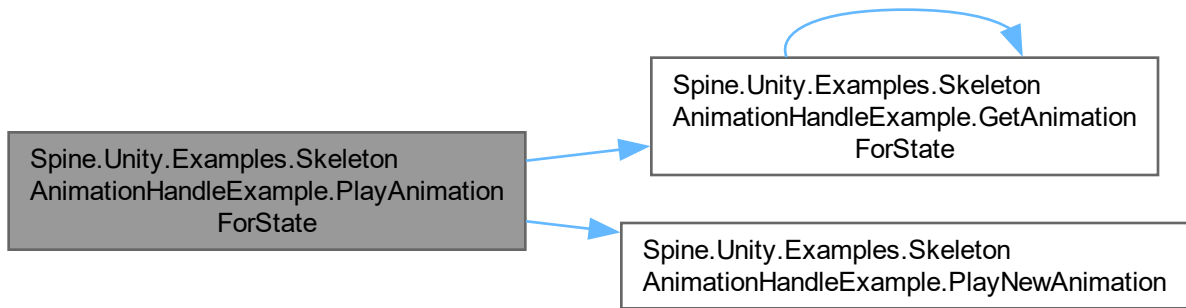 Spine.Unity.Examples.Skeleton
AnimationHandleExample.PlayAnimation
ForState
Spine.Unity.Examples.Skeleton
AnimationHandleExample.GetAnimation
ForState
Spine.Unity.Examples.Skeleton
AnimationHandleExample.PlayNewAnimation